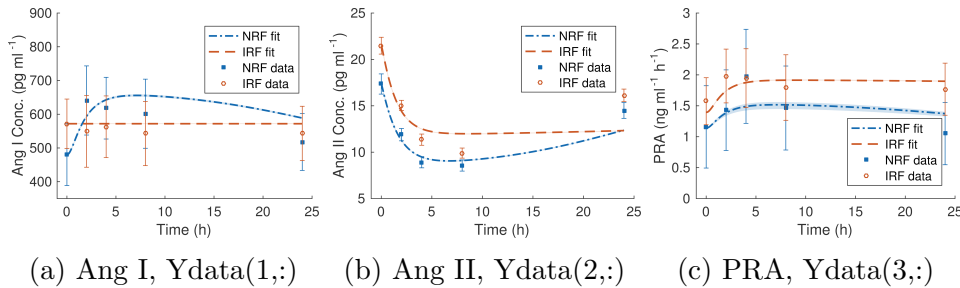 900
800
700
600
500
400
Ang I Conc. (pg ml -1)
0 5 10 15 20 25
Time (h)
NRF fit
IRF fit
NRF data
IRF data
(a) Ang I, Ydata(1,:)
25
20
15
10
5
Ang II Conc. (pg ml -1)
0 5 10 15 20 25
Time (h)
NRF fit
IRF fit
NRF data
IRF data
(b) Ang II, Ydata(2,:)
3
2.5
2
1.5
1
0.5
0
PRA (ng ml-1 h-1)
0 5 10 15 20 25
Time (h)
NRF fit
IRF fit
NRF data
IRF data
(c) PRA, Ydata(3,:)